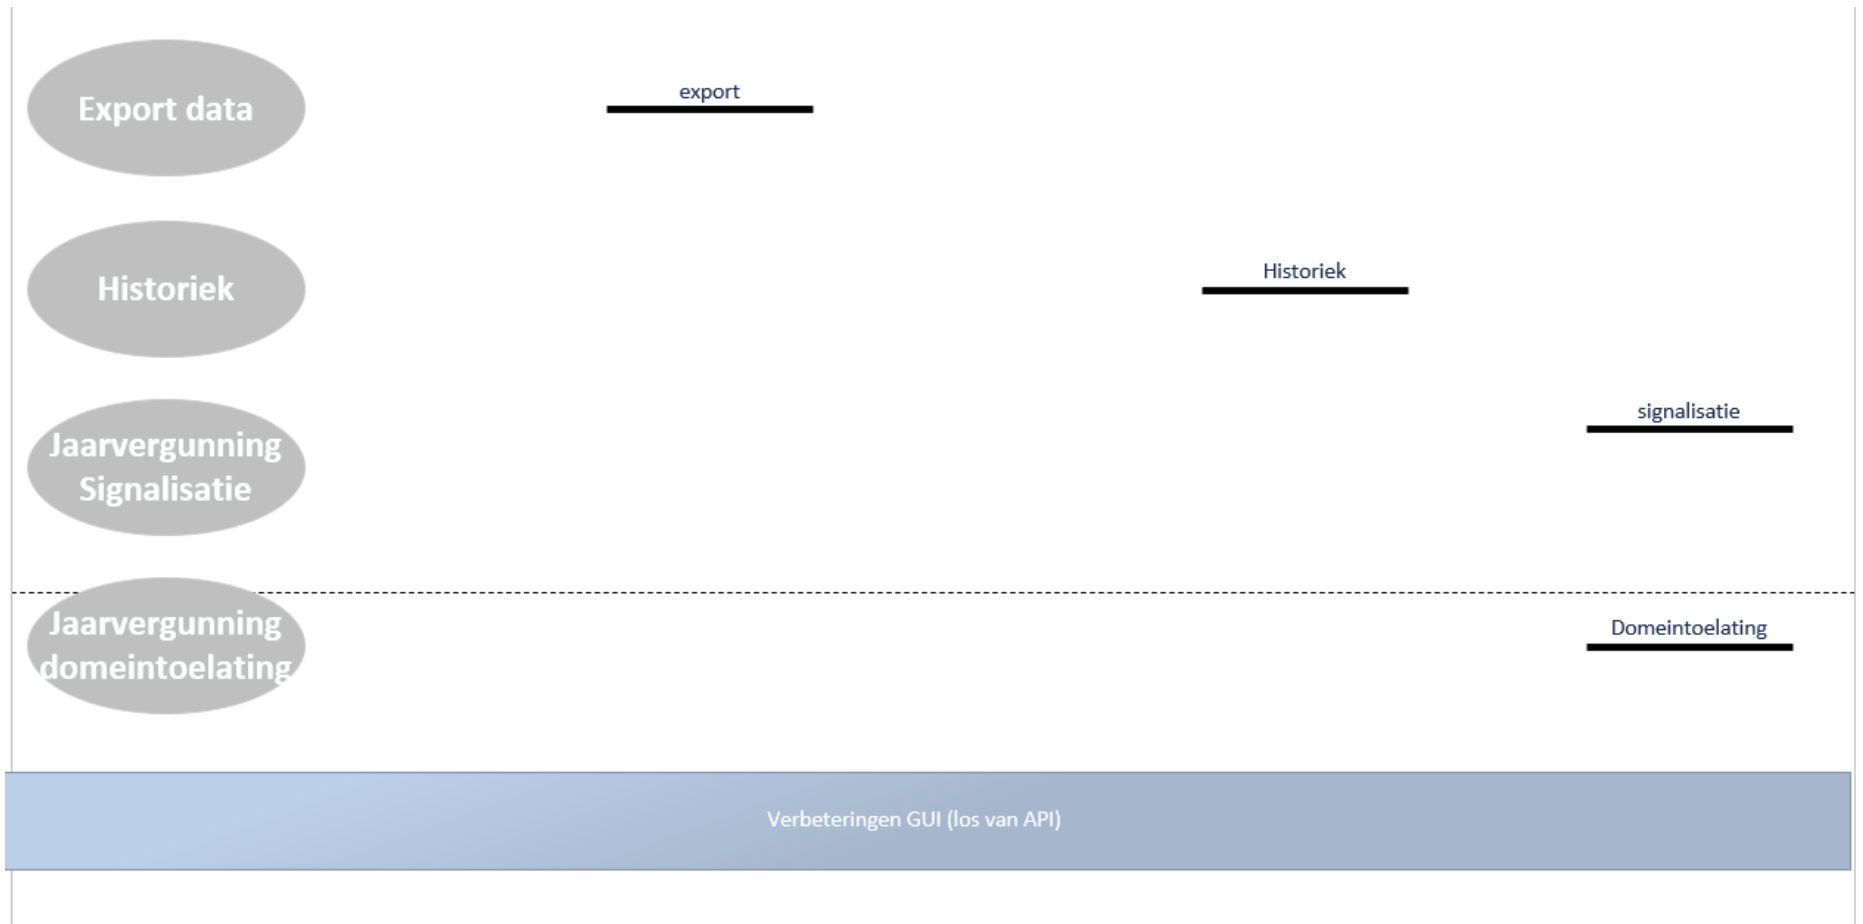 Export data
export
Historiek
Historiek
Jaarvergunning
Signalisatie
signalisatie
Jaarvergunning
domeintoelating
Domeintoelating
Verbeteringen GUI (los van API)